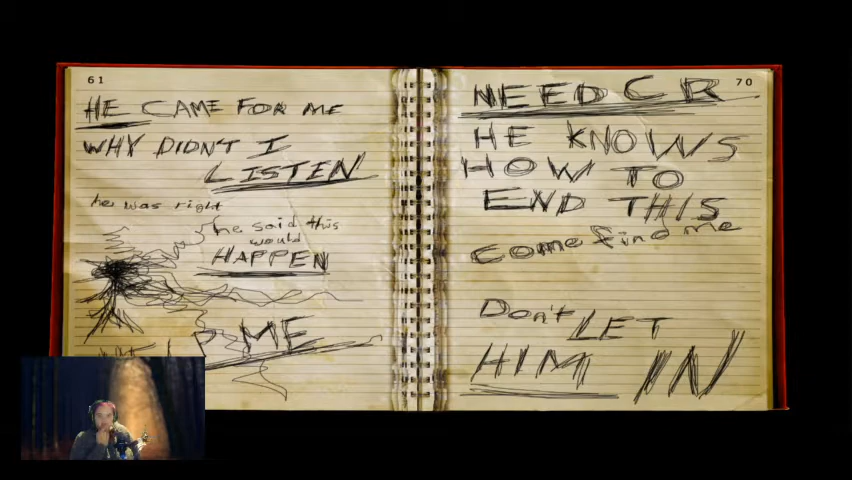 61
HE CAME FOR ME
WHY DIDN'T I
LISTEN
he was right
he said this
would
HAPPEN
HELP ME
70
NEED CR
HE KNOWS
HOW TO
END THIS
come find me
Don't LET
HIM IN